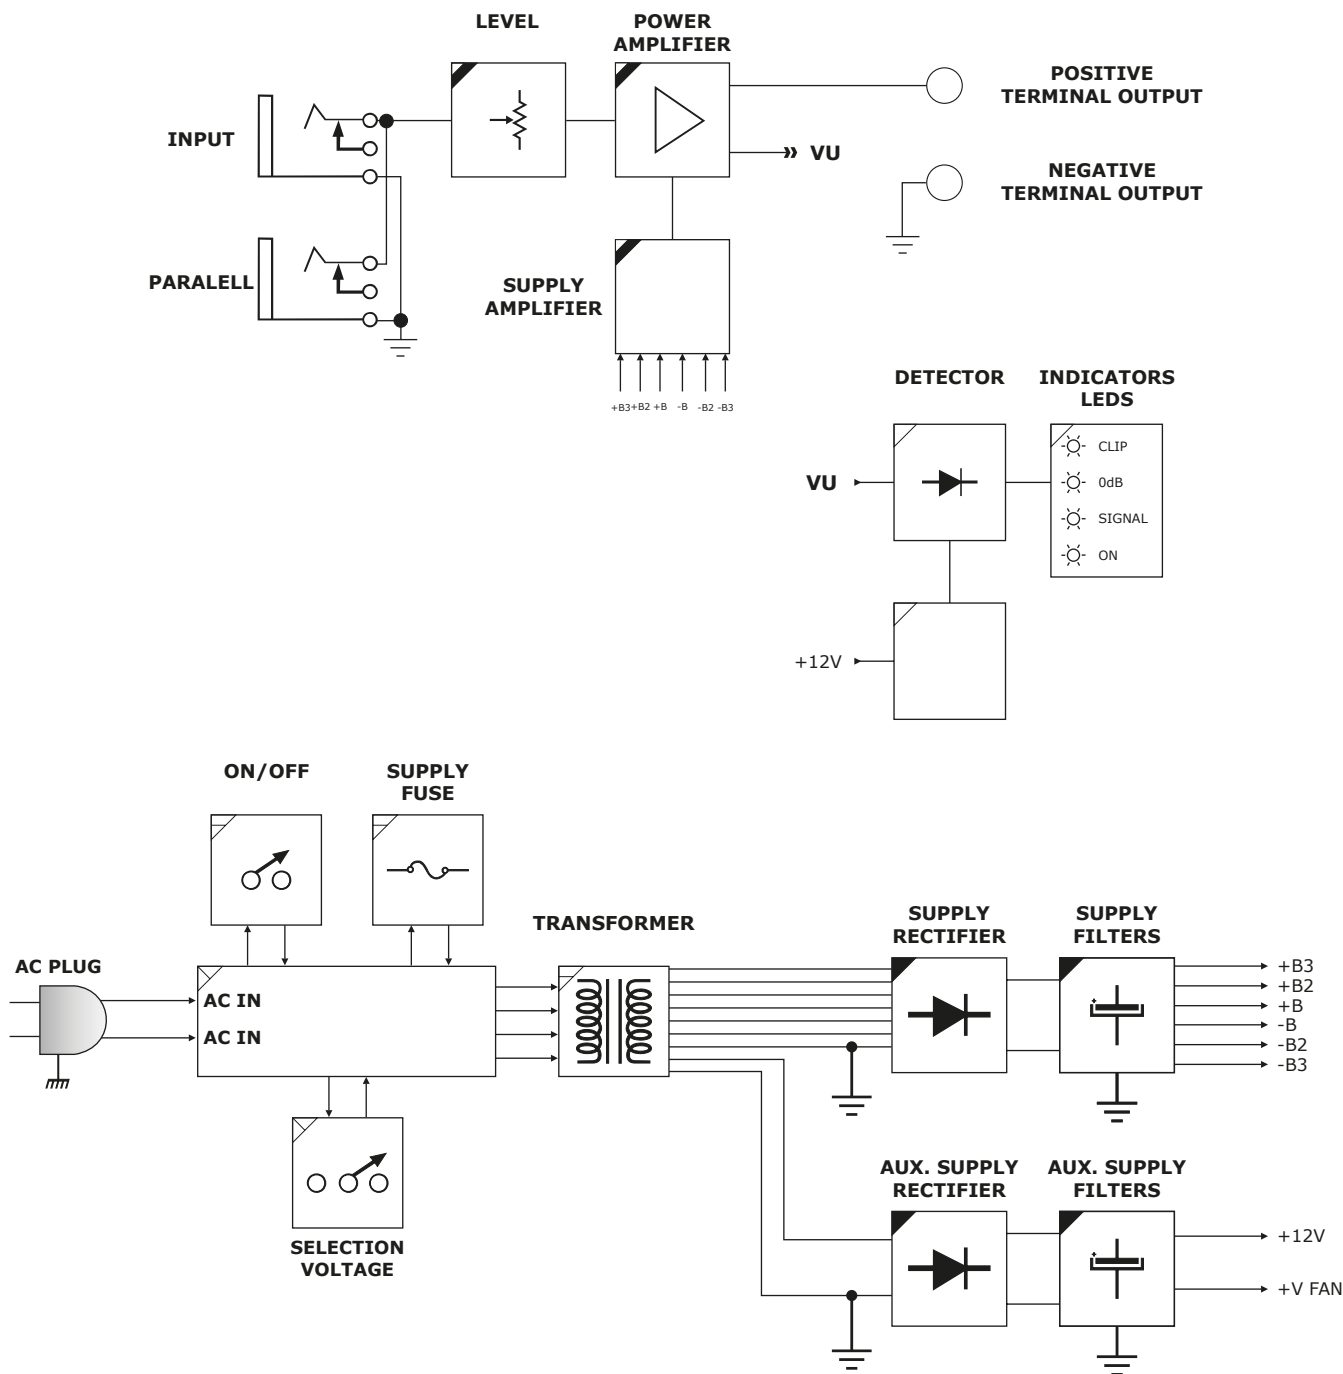 LEVEL
POWER
AMPLIFIER
POSITIVE
TERMINAL OUTPUT
INPUT
VU
NEGATIVE
TERMINAL OUTPUT
PARALELL
SUPPLY
AMPLIFIER
+B3 +B2 +B -B -B2 -B3
DETECTOR
INDICATORS
LEDS
CLIP
VU
0dB
SIGNAL
ON
+12V
ON/OFF
SUPPLY
FUSE
TRANSFORMER
SUPPLY
RECTIFIER
SUPPLY
FILTERS
AC PLUG
AC IN
AC IN
+B3
+B2
+B
-B
-B2
-B3
SELECTION
VOLTAGE
AUX. SUPPLY
RECTIFIER
AUX. SUPPLY
FILTERS
+12V
+V FAN